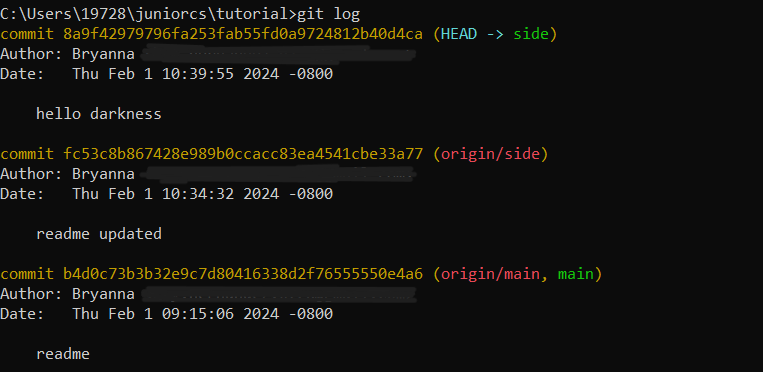 C:\Users\19728\juniorcs\tutorial>git log
commit 8a9f42979796fa253fab55fd0a9724812b40d4ca (HEAD -> side)
Author: Bryanna
Date:   Thu Feb 1 10:39:55 2024 -0800
    hello darkness
commit fc53c8b867428e989b0ccacc83ea4541cbe33a77 (origin/side)
Author: Bryanna
Date:   Thu Feb 1 10:34:32 2024 -0800
    readme updated
commit b4d0c73b3b32e9c7d80416338d2f76555550e4a6 (origin/main, main)
Author: Bryanna
Date:   Thu Feb 1 09:15:06 2024 -0800
    readme